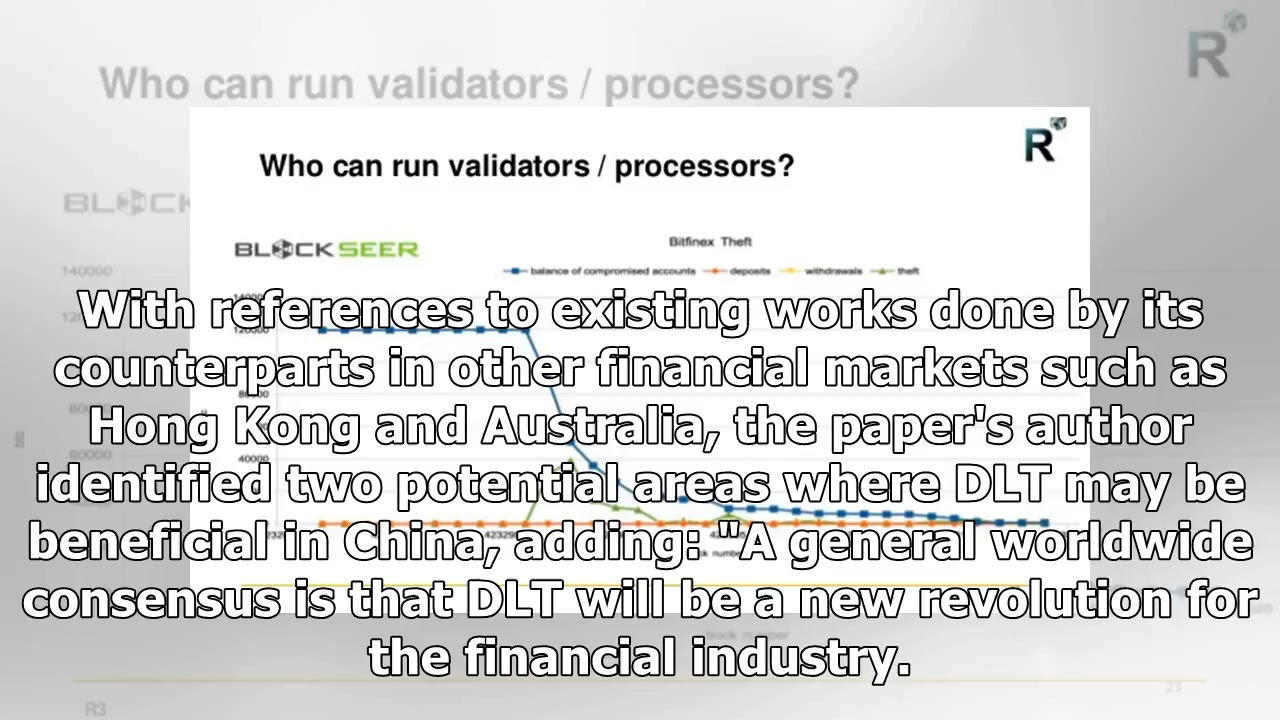 Who can run validators / processors?
R
Who can run validators / processors?
R
BLOCK
BLOCKSEER
Bitfinex Theft
balance of compromised accounts deposits withdrawals theft
140000
With references to existing works done by its
120000
counterparts in other financial markets such as
Hong Kong and Australia, the paper's author
40000
identified two potential areas where DLT may be
beneficial in China, adding: "A general worldwide
consensus is that DLT will be a new revolution for
the financial industry.
23
R3